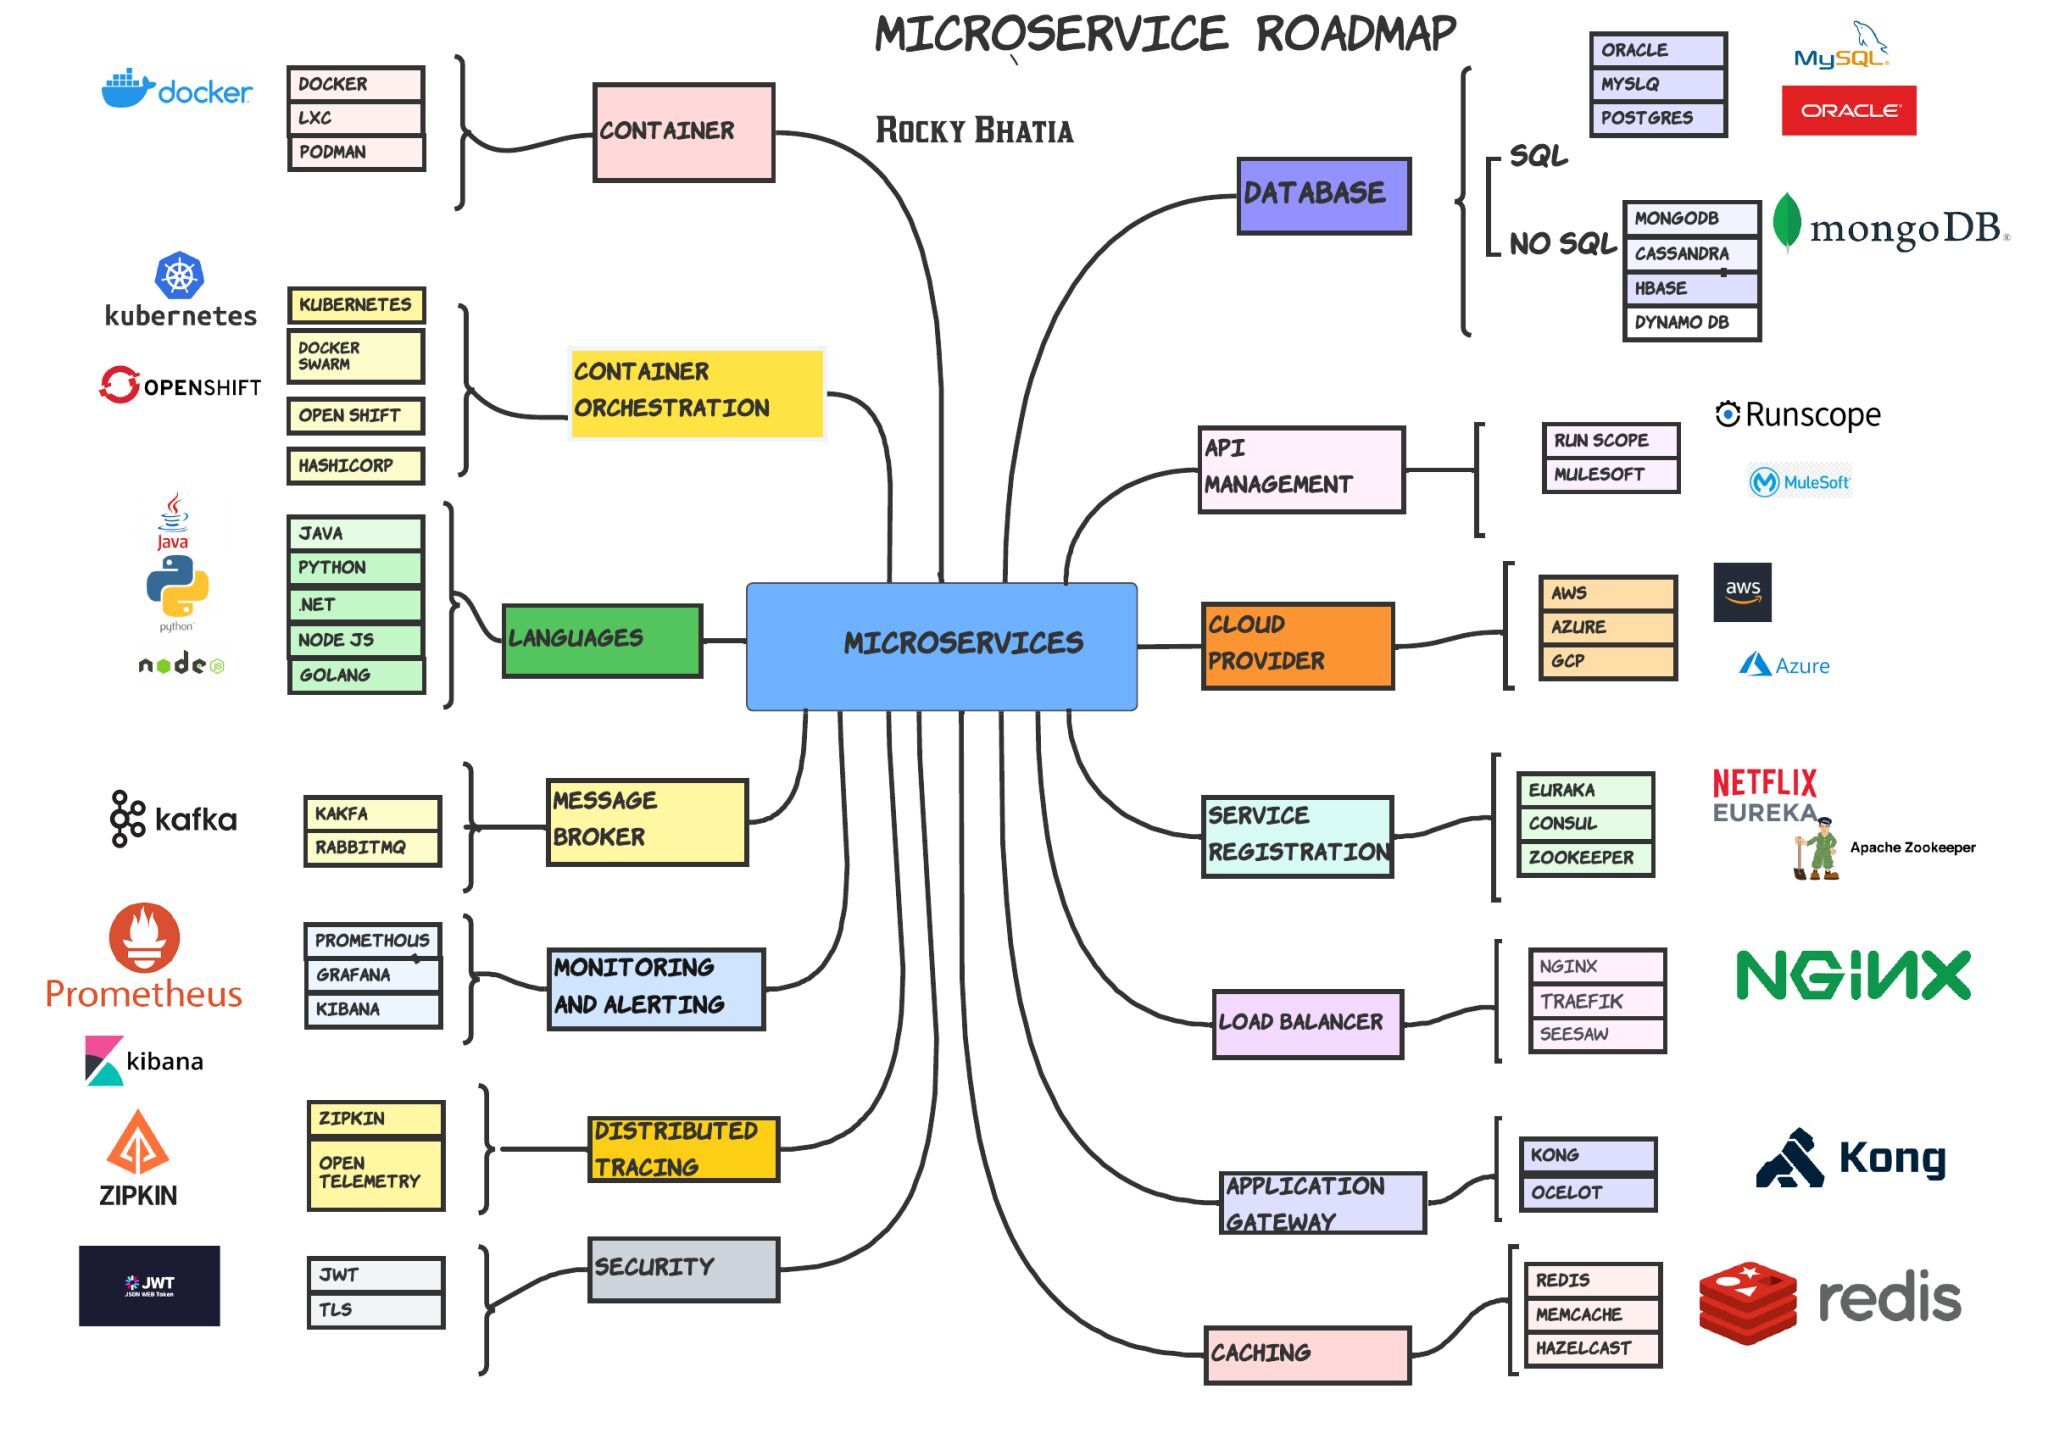 MICROSERVICE ROADMAP
ROCKY BHATIA
docker
DOCKER
LXC
PODMAN
CONTAINER
kubernetes
OPENSHIFT
KUBERNETES
DOCKER
SWARM
OPEN SHIFT
HASHICORP
CONTAINER
ORCHESTRATION
Java
python
node
JS
JAVA
PYTHON
.NET
NODE JS
GOLANG
LANGUAGES
MICROSERVICES
kafka
KAKFA
RABBITMQ
MESSAGE
BROKER
Prometheus
kibana
PROMETHOUS
GRAFANA
KIBANA
MONITORING
AND ALERTING
ZIPKIN
ZIPKIN
OPEN
TELEMETRY
DISTRIBUTED
TRACING
JWT
JSON WEB Token
JWT
TLS
SECURITY
DATABASE
SQL
ORACLE
MYSLQ
POSTGRES
MySQL®
ORACLE®
NO SQL
MONGODB
CASSANDRA
HBASE
DYNAMO DB
mongoDB®
API
MANAGEMENT
RUN SCOPE
MULESOFT
Runscope
MuleSoft
CLOUD
PROVIDER
AWS
AZURE
GCP
aws
Azure
SERVICE
REGISTRATION
EURAKA
CONSUL
ZOOKEEPER
NETFLIX
EUREKA
Apache Zookeeper
LOAD BALANCER
NGINX
TRAEFIK
SEESAW
NGiNX
APPLICATION
GATEWAY
KONG
OCELOT
Kong
CACHING
REDIS
MEMCACHE
HAZELCAST
redis